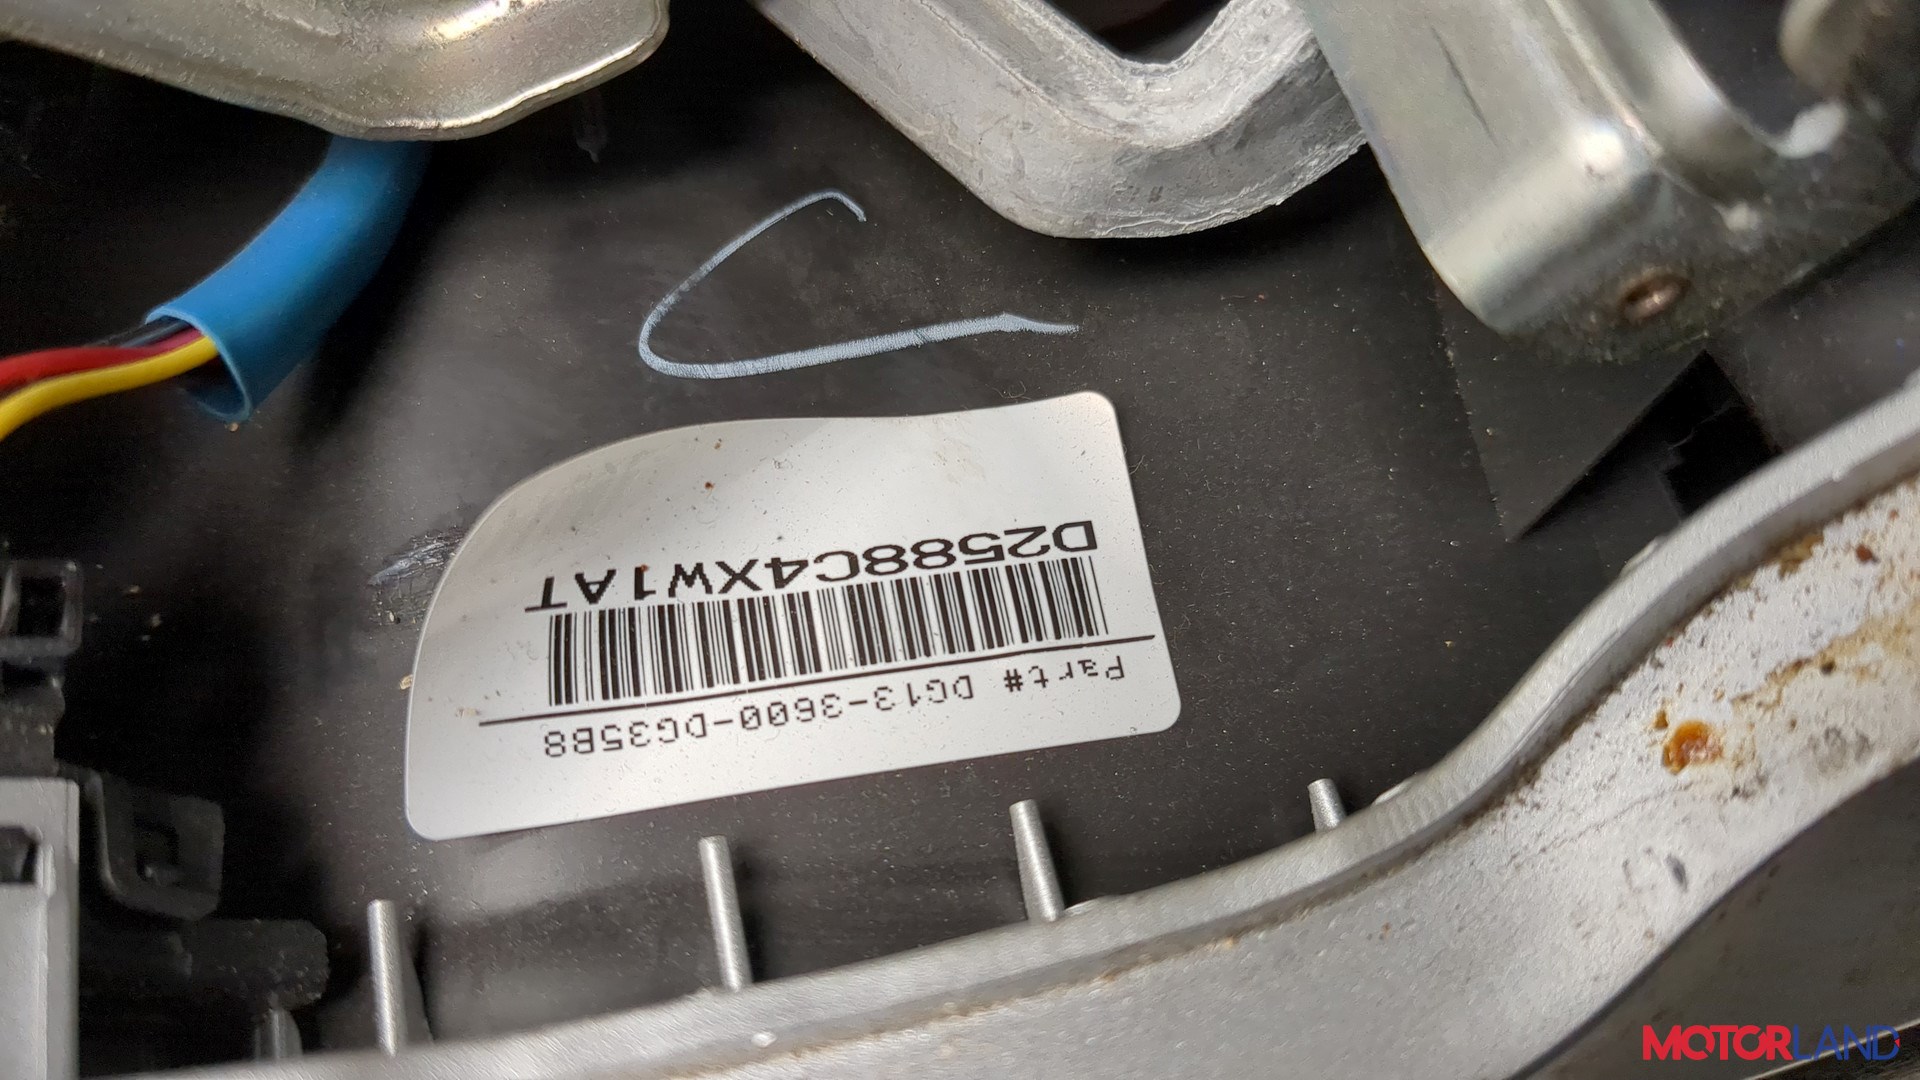 Part# DG13-3600-DG35B8
D2588C4XW1AT
MOTORLAND